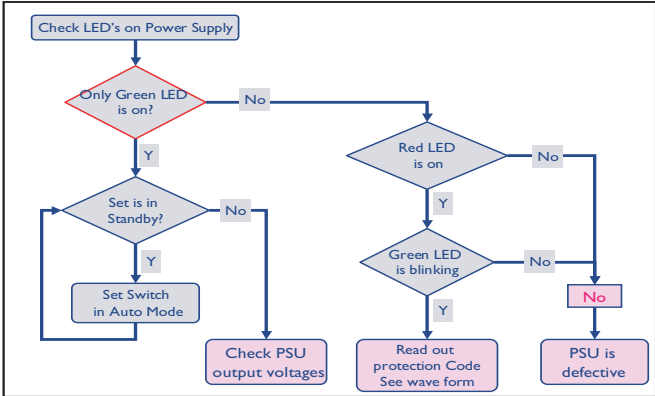 Check LED's on Power Supply
Only Green LED
is on?
No
Y
Red LED
is on
No
Y
Set is in
Standby?
No
Y
Green LED
is blinking
No
Y
Set Switch
in Auto Mode
No
Check PSU
output voltages
Read out
protection Code
See wave form
PSU is
defective